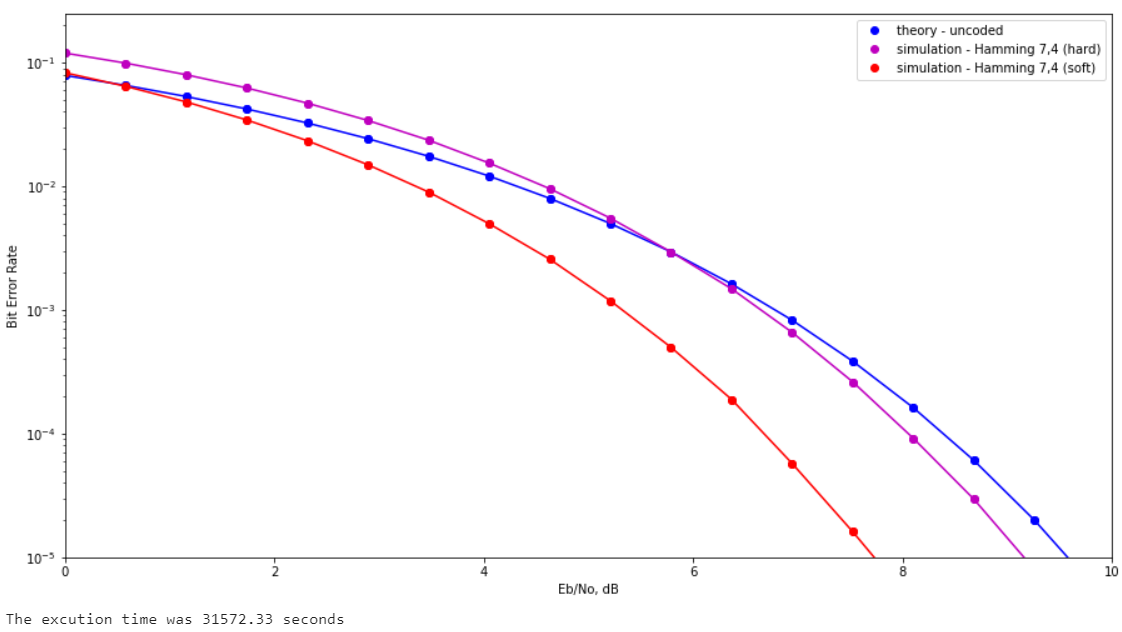 theory - uncoded
simulation - Hamming 7,4 (hard)
simulation - Hamming 7,4 (soft)
10⁻¹
10⁻²
10⁻³
10⁻⁴
10⁻⁵
Bit Error Rate
0 2 4 6 8 10
Eb/No, dB
The excution time was 31572.33 seconds